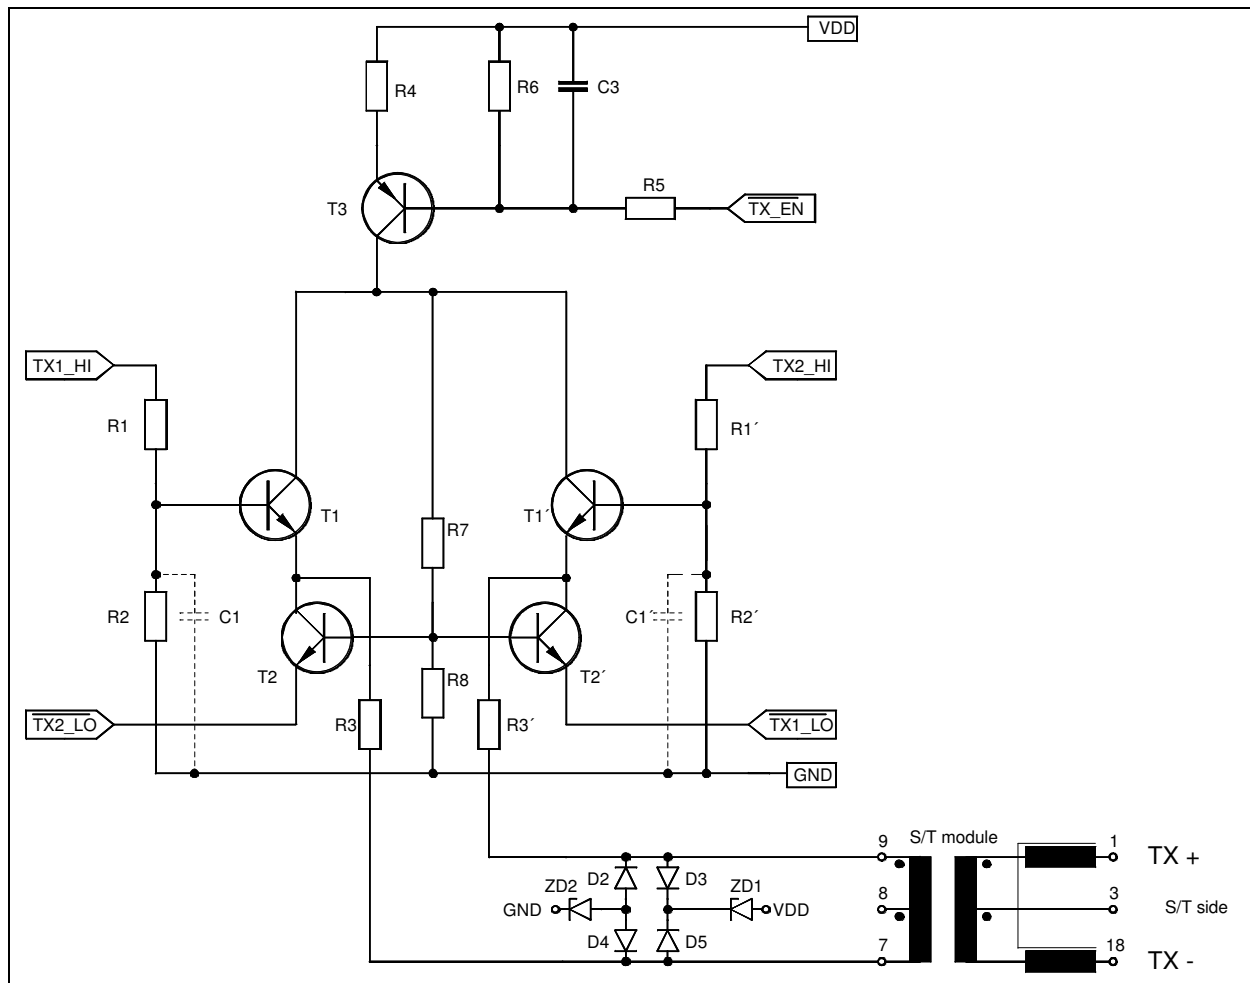 VDD
R4
R6
C3
R5
T3
TX_EN
TX1_HI
TX2_HI
R1
R1´
T1
T1´
R7
R2
C1
C1´
R2´
T2
R8
T2´
TX2_LO
R3
R3´
TX1_LO
GND
S/T module
9
1
TX +
D2
D3
ZD2
ZD1
8
3
GND
VDD
S/T side
D4
D5
7
18
TX -